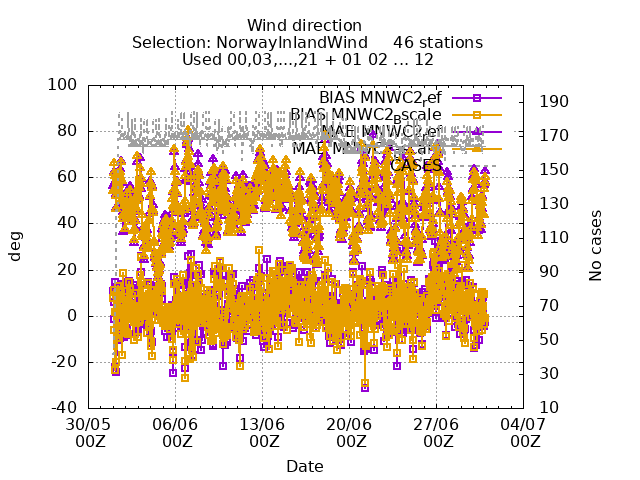 Wind direction
Selection: NorwayInlandWind 46 stations
Used 00,03,...,21 + 01 02 ... 12
100
80
60
40
20
0
-20
-40
190
170
150
130
110
90
70
50
30
10
BIAS MNWC2ref
BIAS MNWC2Bscale
MAE MNWC2ref
CASES
deg
No cases
30/05 06/06 13/06 20/06 27/06 04/07
00Z 00Z 00Z 00Z 00Z 00Z
Date